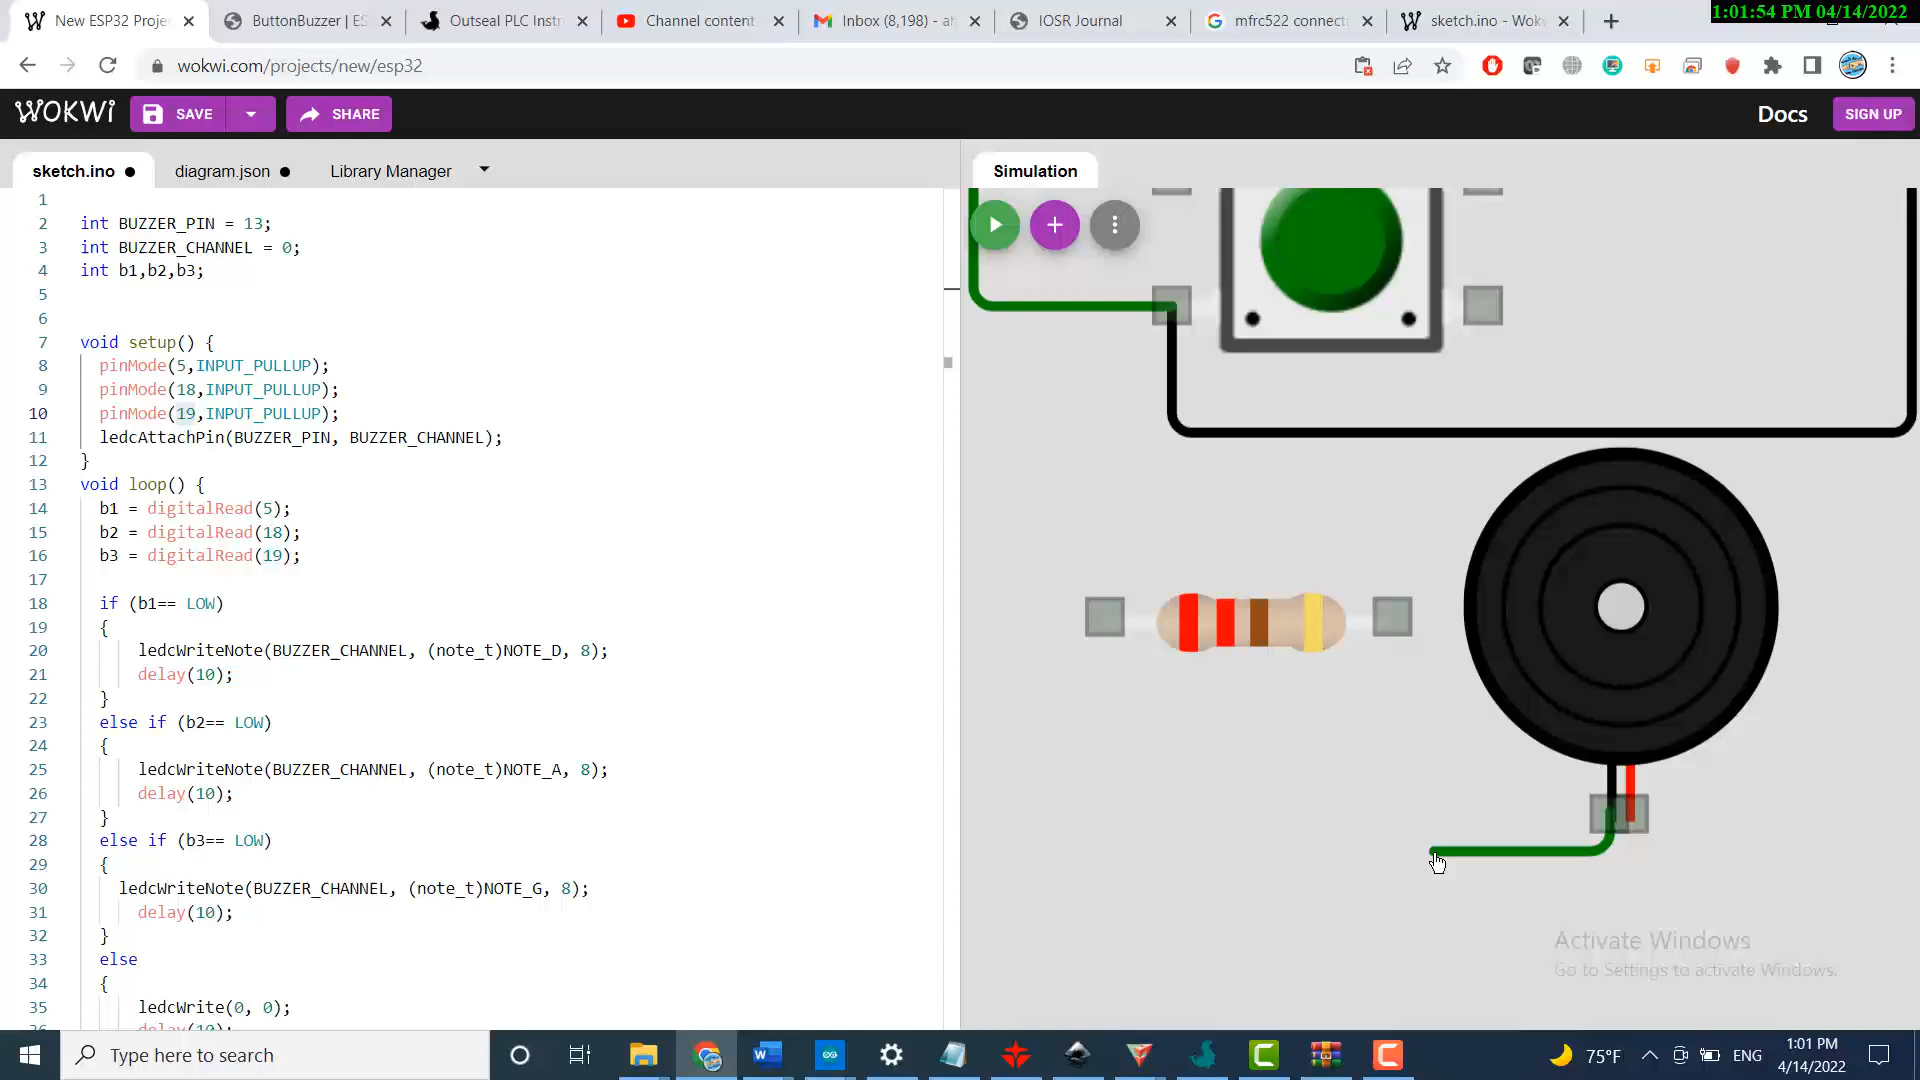 New ESP32 Proje
ButtonBuzzer | ES
Outseal PLC Instr
Channel content
Inbox (8,198) - a
IOSR Journal
mfrc522 connect
sketch.ino - Wok
1:01:54 PM 04/14/2022
wokwi.com/projects/new/esp32
WOKWI
SAVE
SHARE
Docs
SIGN UP
sketch.ino
diagram.json
Library Manager
Simulation
1
2 int BUZZER_PIN = 13;
3 int BUZZER_CHANNEL = 0;
4 int b1,b2,b3;
5
6
7 void setup() {
8 pinMode(5,INPUT_PULLUP);
9 pinMode(18,INPUT_PULLUP);
10 pinMode(19,INPUT_PULLUP);
11 ledcAttachPin(BUZZER_PIN, BUZZER_CHANNEL);
12 }
13 void loop() {
14 b1 = digitalRead(5);
15 b2 = digitalRead(18);
16 b3 = digitalRead(19);
17
18 if (b1== LOW)
19 {
20 ledcWriteNote(BUZZER_CHANNEL, (note_t)NOTE_D, 8);
21 delay(10);
22 }
23 else if (b2== LOW)
24 {
25 ledcWriteNote(BUZZER_CHANNEL, (note_t)NOTE_A, 8);
26 delay(10);
27 }
28 else if (b3== LOW)
29 {
30 ledcWriteNote(BUZZER_CHANNEL, (note_t)NOTE_G, 8);
31 delay(10);
32 }
33 else
34 {
35 ledcWrite(0, 0);
36 delay(10);
Activate Windows
Go to Settings to activate Windows.
Type here to search
75°F
ENG
1:01 PM
4/14/2022